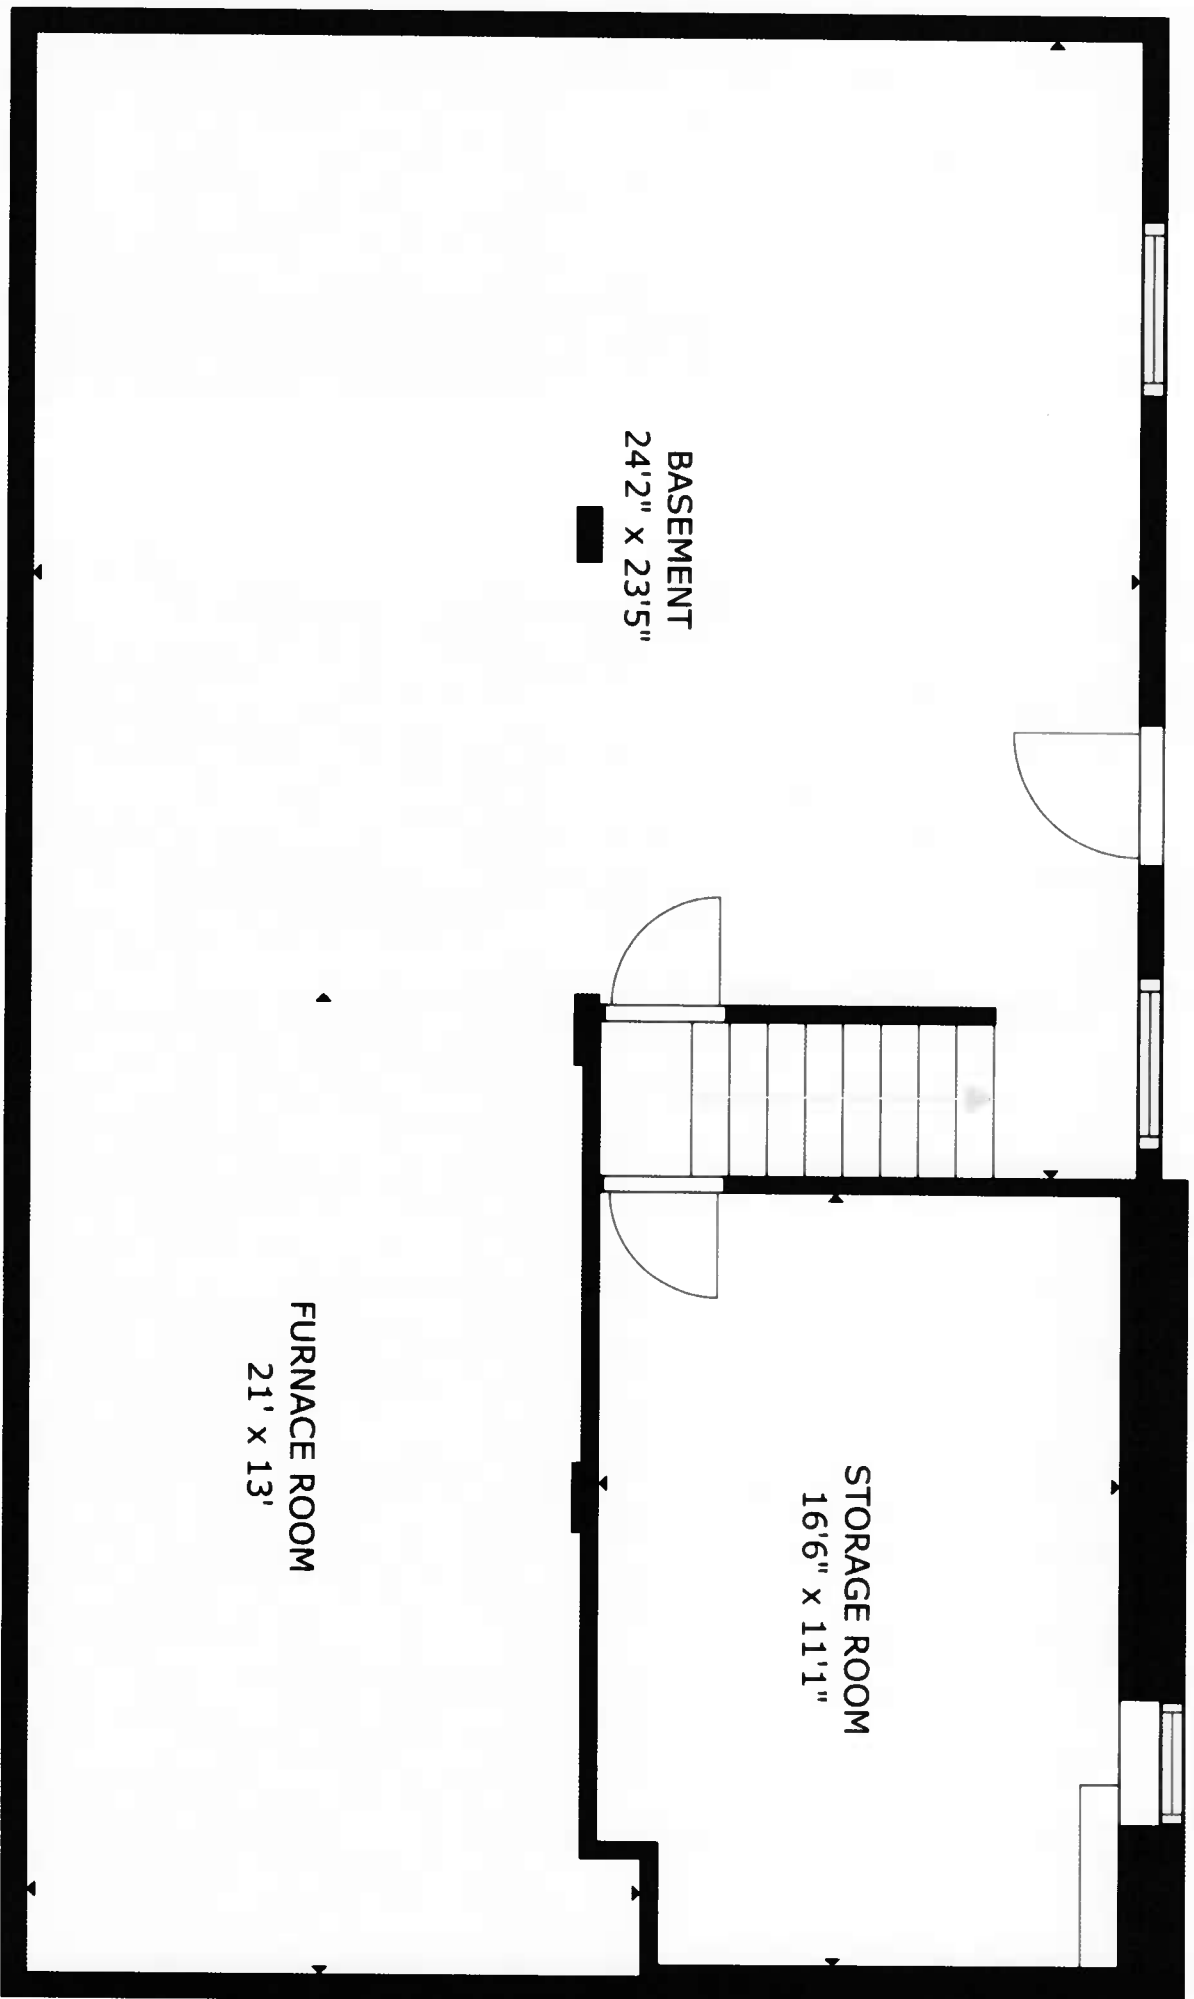 BASEMENT
24'2" x 23'5"
STORAGE ROOM
16'6" x 11'1"
FURNACE ROOM
21' x 13'